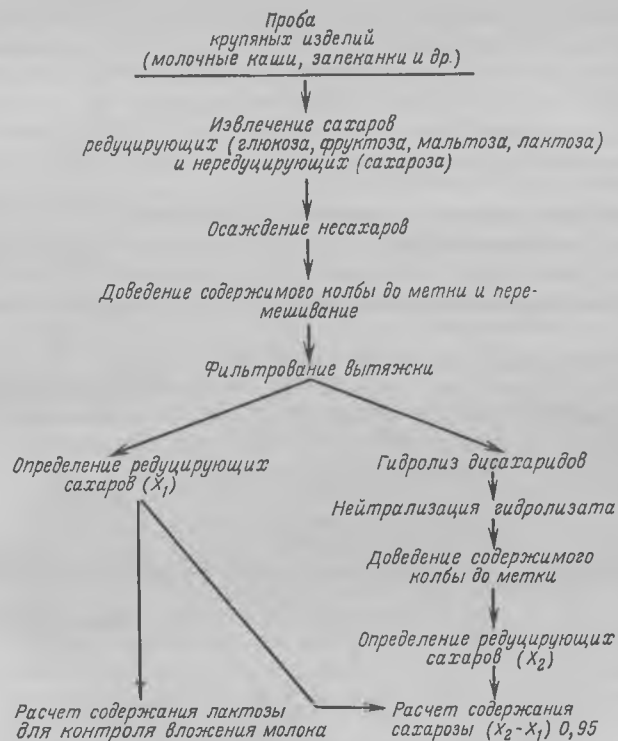 Проба
крупяных изделий
(молочные каши, запеканки и др.)
Извлечение сахаров
редуцирующих (глюкоза, фруктоза, мальтоза, лактоза)
и нередуцирующих (сахароза)
Осаждение несахаров
Доведение содержимого колбы до метки и пере-
мешивание
Фильтрование вытяжки
Определение редуцирующих
сахаров (X₁)
Гидролиз дисахаридов
Нейтрализация гидролизата
Доведение содержимого
колбы до метки
Определение редуцирующих
сахаров (X₂)
Расчет содержания лактозы
для контроля вложения молока
Расчет содержания
сахарозы (X₂-X₁) 0,95